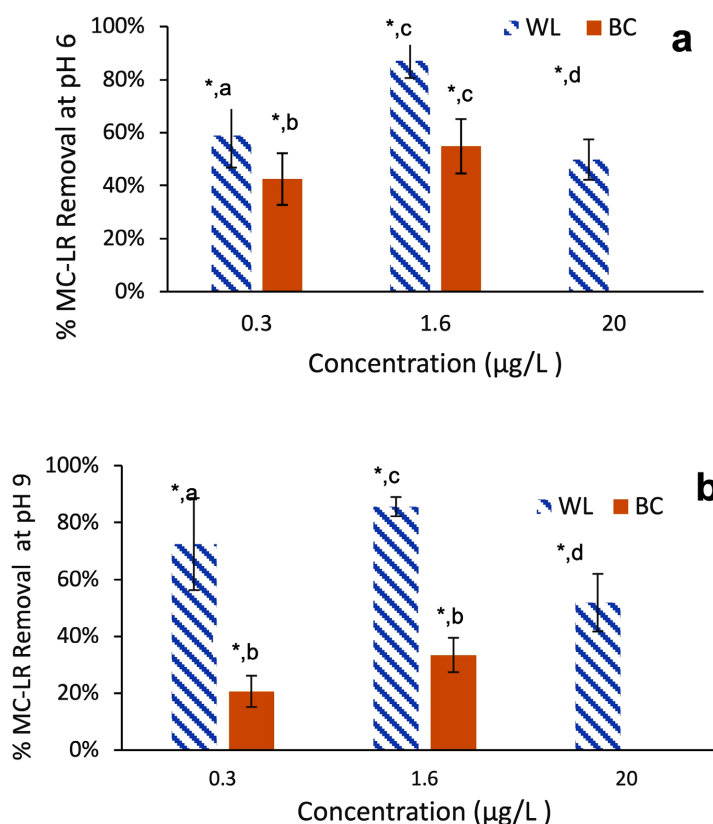 WL BC
a
% MC-LR Removal at pH 6
100%
80%
60%
40%
20%
0%
*,a
*,b
*,c
*,c
*,d
0.3 1.6 20
Concentration (µg/L )
b
% MC-LR Removal at pH 9
100%
80%
60%
40%
20%
0%
WL BC
*,a
*,b
*,c
*,b
*,d
0.3 1.6 20
Concentration (µg/L )